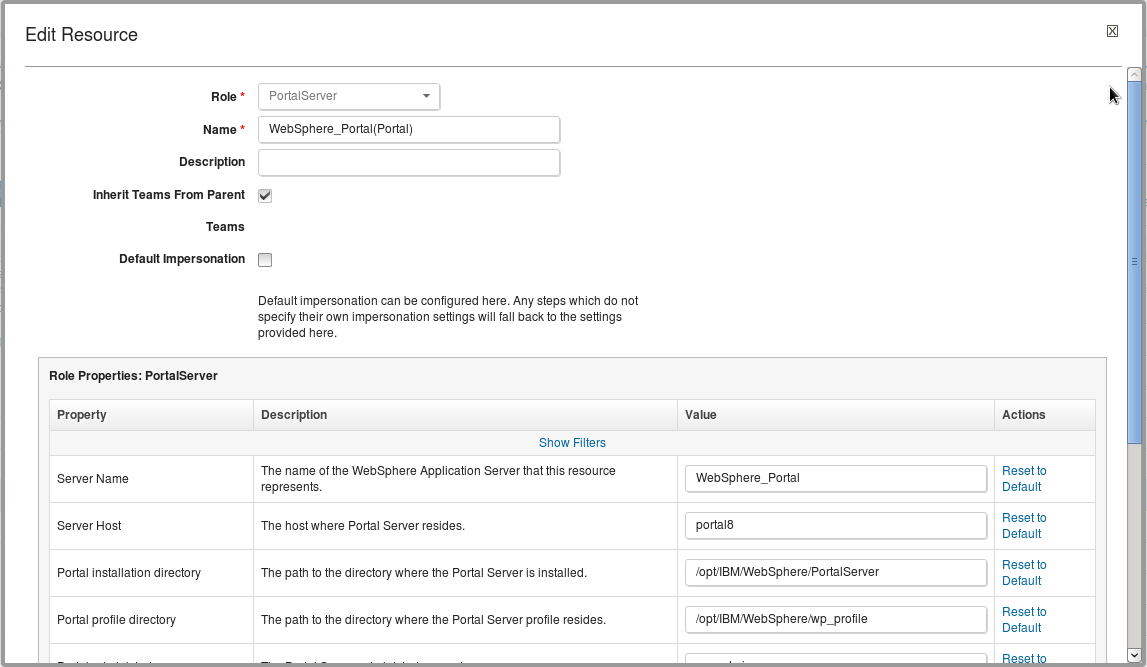 Edit Resource
Role *
PortalServer
Name *
WebSphere_Portal(Portal)
Description
Inherit Teams From Parent
Teams
Default Impersonation
Default impersonation can be configured here. Any steps which do not
specify their own impersonation settings will fall back to the settings
provided here.
Role Properties: PortalServer
Property Description Value Actions
Show Filters
Server Name
The name of the WebSphere Application Server that this resource
represents.
WebSphere_Portal
Reset to
Default
Server Host
The host where Portal Server resides.
portal8
Reset to
Default
Portal installation directory
The path to the directory where the Portal Server is installed.
/opt/IBM/WebSphere/PortalServer
Reset to
Default
Portal profile directory
The path to the directory where the Portal Server profile resides.
/opt/IBM/WebSphere/wp_profile
Reset to
Default
Reset to